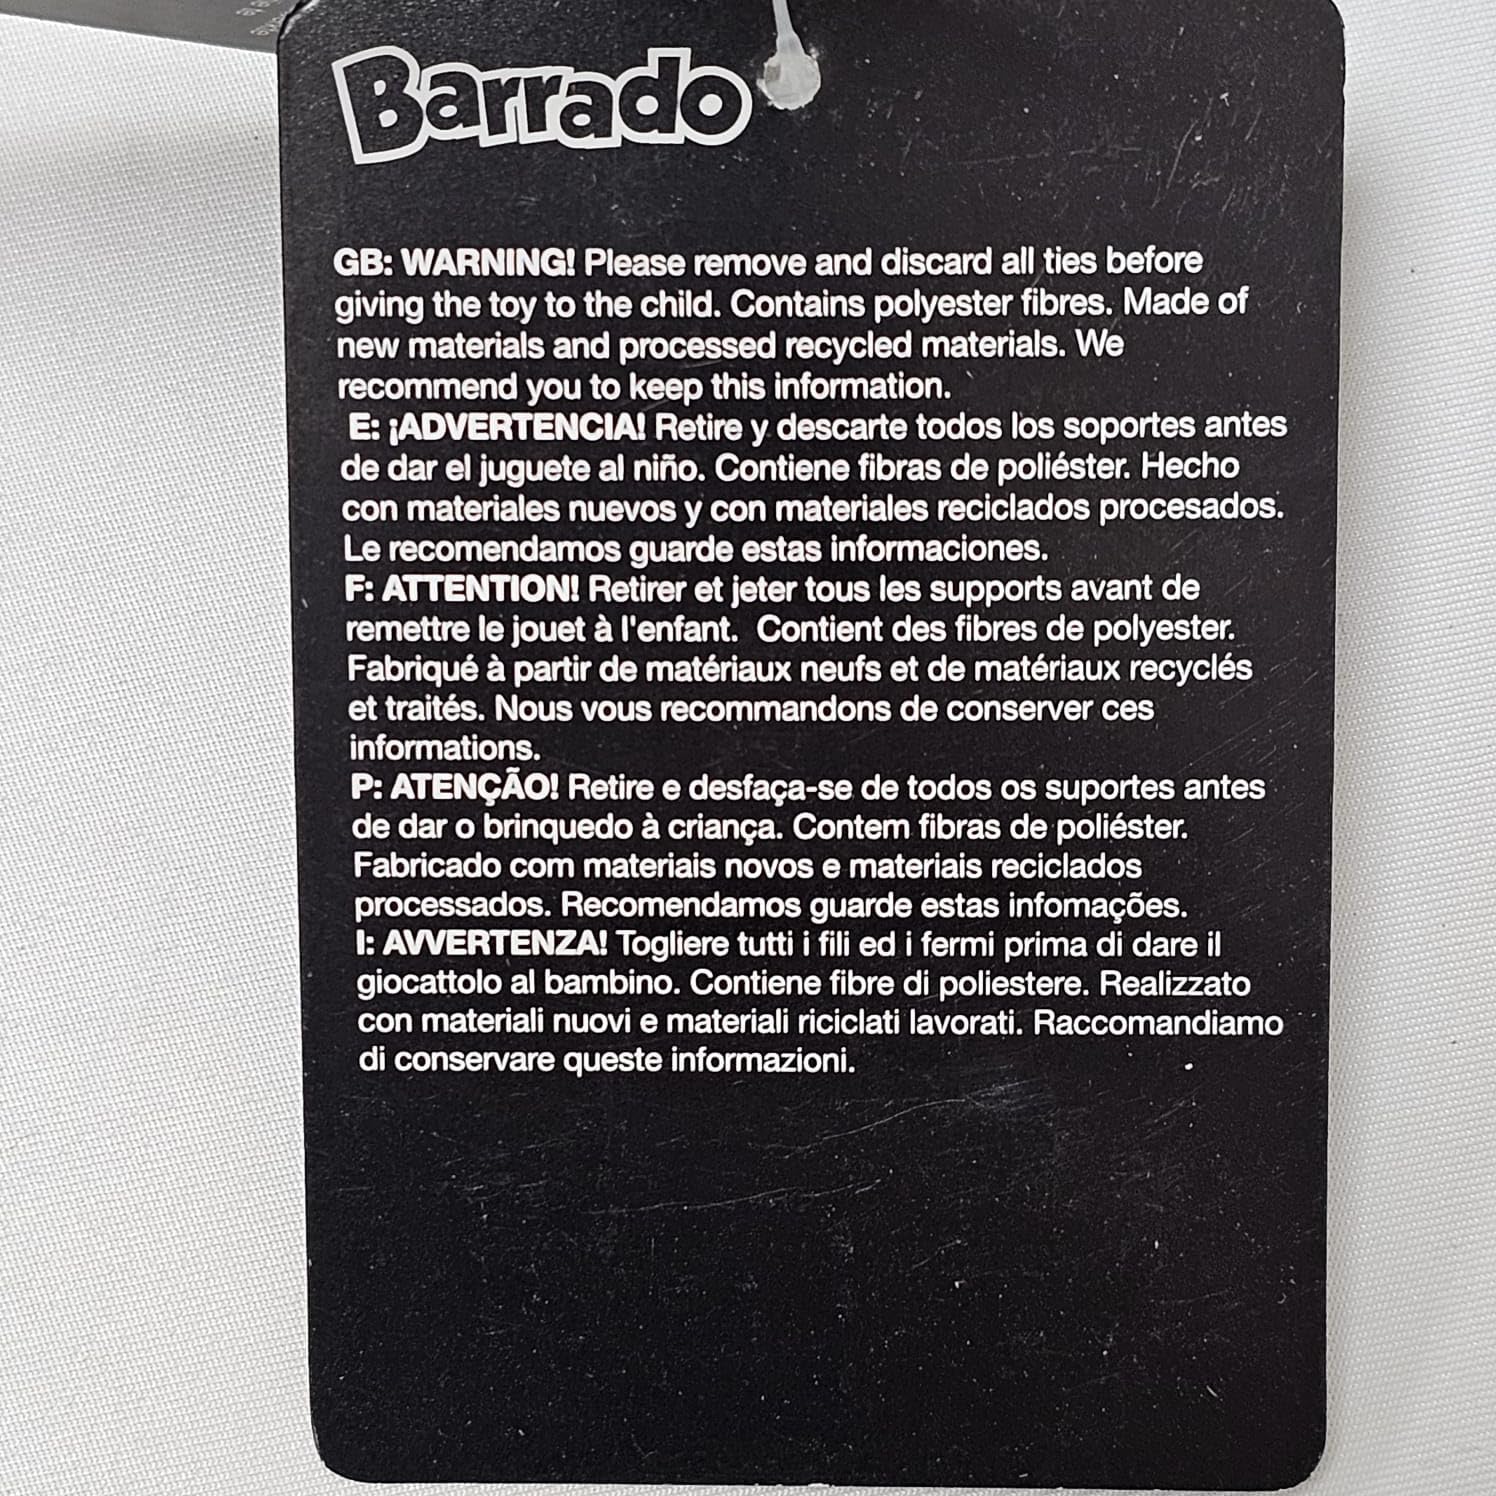 Barrado
GB: WARNING! Please remove and discard all ties before
giving the toy to the child. Contains polyester fibres. Made of
new materials and processed recycled materials. We
recommend you to keep this information.
E: ¡ADVERTENCIA! Retire y descarte todos los soportes antes
de dar el juguete al niño. Contiene fibras de poliéster. Hecho
con materiales nuevos y con materiales reciclados procesados.
Le recomendamos guarde estas informaciones.
F: ATTENTION! Retirer et jeter tous les supports avant de
remettre le jouet à l'enfant. Contient des fibres de polyester.
Fabriqué à partir de matériaux neufs et de matériaux recyclés
et traités. Nous vous recommandons de conserver ces
informations.
P: ATENÇÃO! Retire e desfaça-se de todos os suportes antes
de dar o brinquedo à criança. Contem fibras de poliéster.
Fabricado com materiais novos e materiais reciclados
processados. Recomendamos guarde estas infomações.
I: AVVERTENZA! Togliere tutti i fili ed i fermi prima di dare il
giocattolo al bambino. Contiene fibre di poliestere. Realizzato
con materiali nuovi e materiali riciclati lavorati. Raccomandiamo
di conservare queste informazioni.